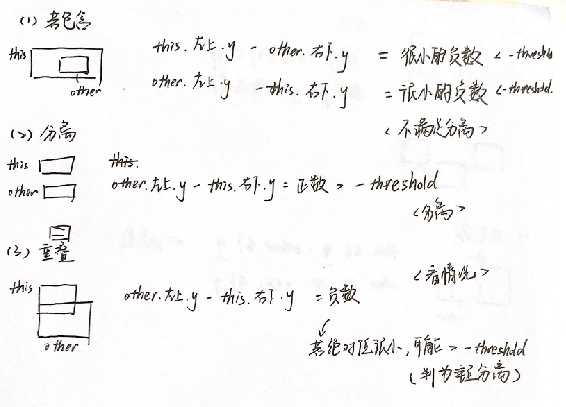 (1) 若包含
this
other
this.左上.y - other.右下.y = 很小的负数 < -threshold
other.左上.y - this.右下.y = 很小的负数 < -threshold.
<不满足分离>
(2) 分离
this
other
this.
other.左上.y - this.右下.y = 正数 > -threshold
<分离>
(3) 重叠
this
other
<看情况>
other.左上.y - this.右下.y = 负数
若绝对值很小,可能 > -threshold
(判为分离)